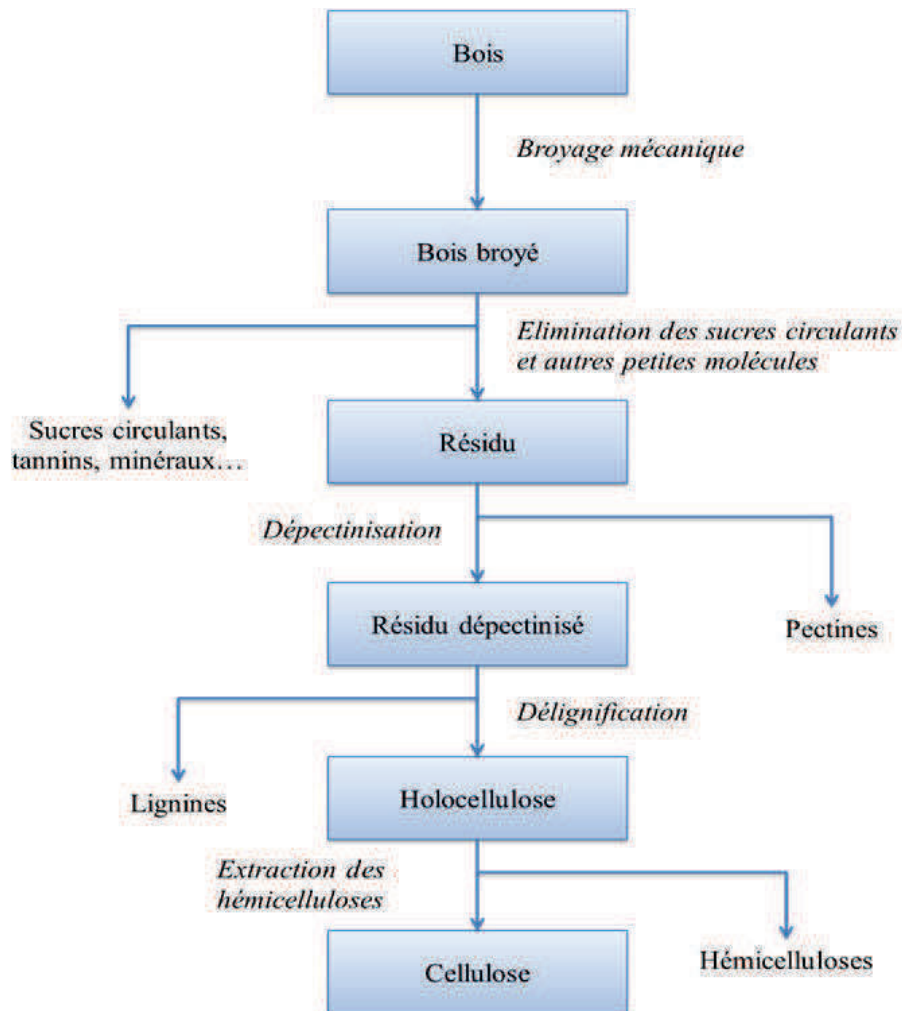 Bois
Broyage mécanique
Bois broyé
Elimination des sucres circulants
et autres petites molécules
Sucres circulants,
tannins, minéraux…
Résidu
Dépectinisation
Résidu dépectinisé
Pectines
Délignification
Lignines
Holocellulose
Extraction des
hémicelluloses
Hémicelluloses
Cellulose